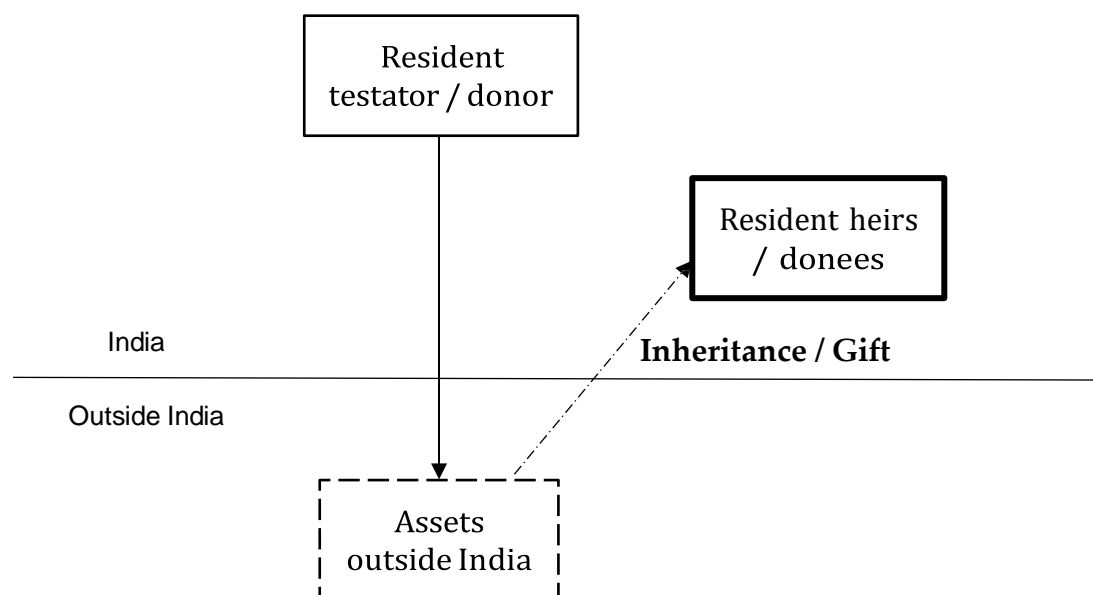 Resident
testator / donor
Resident heirs
/ donees
India
Inheritance / Gift
Outside India
Assets
outside India